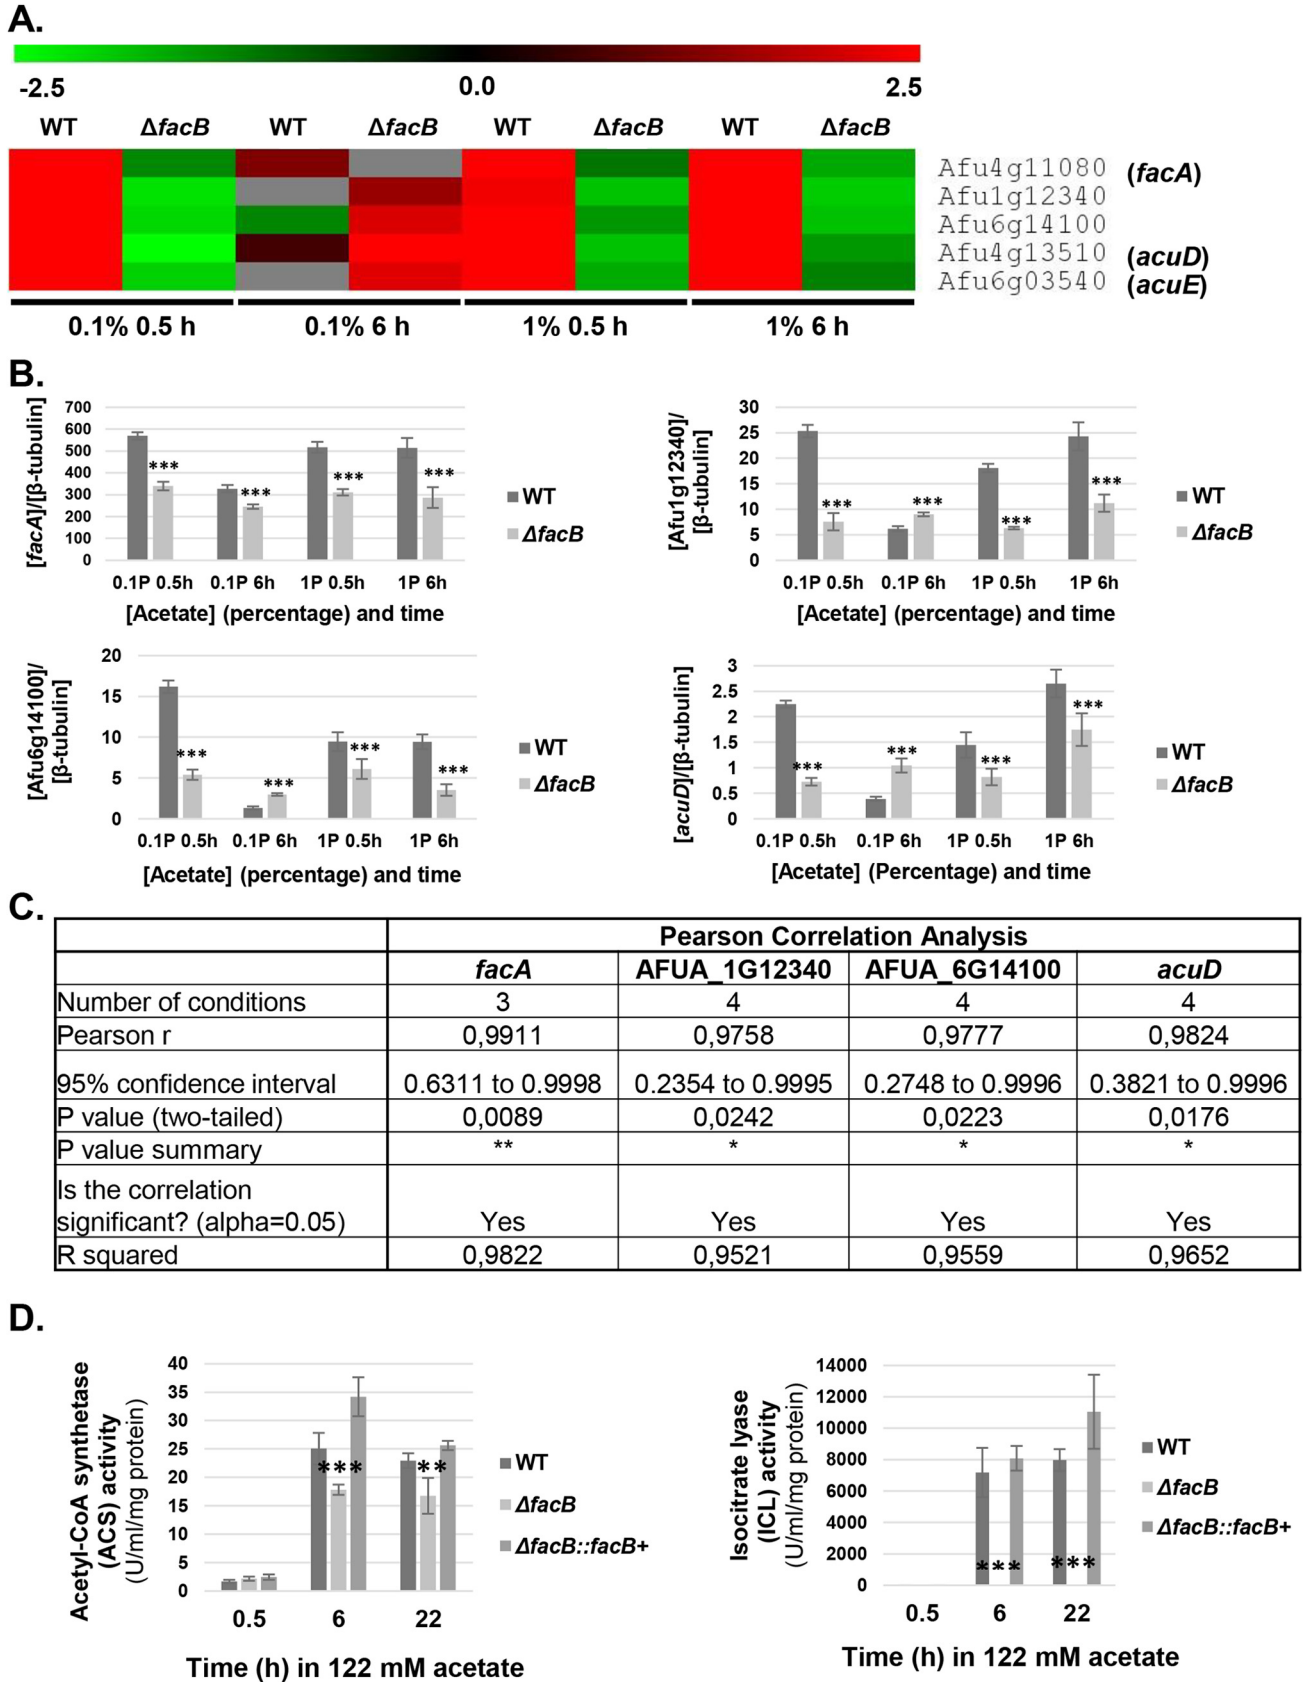 A.
-2.5 0.0 2.5
WT ΔfacB WT ΔfacB WT ΔfacB WT ΔfacB
Afu4g11080 (facA)
Afu1g12340
Afu6g14100
Afu4g13510 (acuD)
Afu6g03540 (acuE)
0.1% 0.5 h 0.1% 6 h 1% 0.5 h 1% 6 h
B.
[facA]/[β-tubulin]
700
600
500
400
300
200
100
0
***
***
***
***
0.1P 0.5h 0.1P 6h 1P 0.5h 1P 6h
[Acetate] (percentage) and time
WT
ΔfacB
[Afu1g12340]/
[β-tubulin]
30
25
20
15
10
5
0
***
***
***
***
0.1P 0.5h 0.1P 6h 1P 0.5h 1P 6h
[Acetate] (percentage) and time
WT
ΔfacB
[Afu6g14100]/
[β-tubulin]
20
15
10
5
0
***
***
***
***
0.1P 0.5h 0.1P 6h 1P 0.5h 1P 6h
[Acetate] (percentage) and time
WT
ΔfacB
[acuD]/[β-tubulin]
3
2.5
2
1.5
1
0.5
0
***
***
***
***
0.1P 0.5h 0.1P 6h 1P 0.5h 1P 6h
[Acetate] (Percentage) and time
WT
ΔfacB
C.
Pearson Correlation Analysis
facA AFUA_1G12340 AFUA_6G14100 acuD
Number of conditions 3 4 4 4
Pearson r 0,9911 0,9758 0,9777 0,9824
95% confidence interval 0.6311 to 0.9998 0.2354 to 0.9995 0.2748 to 0.9996 0.3821 to 0.9996
P value (two-tailed) 0,0089 0,0242 0,0223 0,0176
P value summary ** * * *
Is the correlation
significant? (alpha=0.05) Yes Yes Yes Yes
R squared 0,9822 0,9521 0,9559 0,9652
D.
Acetyl-CoA synthetase
(ACS) activity
(U/ml/mg protein)
40
35
30
25
20
15
10
5
0
***
**
0.5 6 22
Time (h) in 122 mM acetate
WT
ΔfacB
ΔfacB::facB+
Isocitrate lyase
(ICL) activity
(U/ml/mg protein)
14000
12000
10000
8000
6000
4000
2000
0
***
***
0.5 6 22
Time (h) in 122 mM acetate
WT
ΔfacB
ΔfacB::facB+